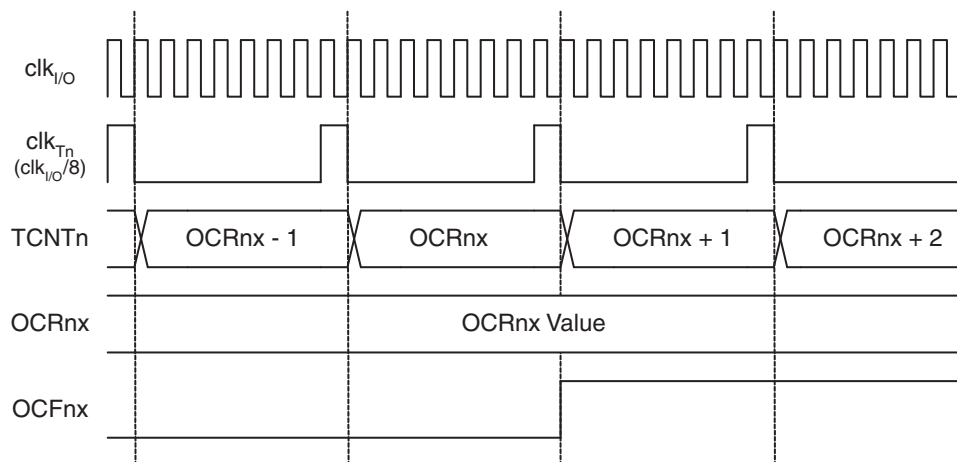 clkI/O
clkTn
(clkI/O/8)
TCNTn
OCRnx - 1
OCRnx
OCRnx + 1
OCRnx + 2
OCRnx
OCRnx Value
OCFnx